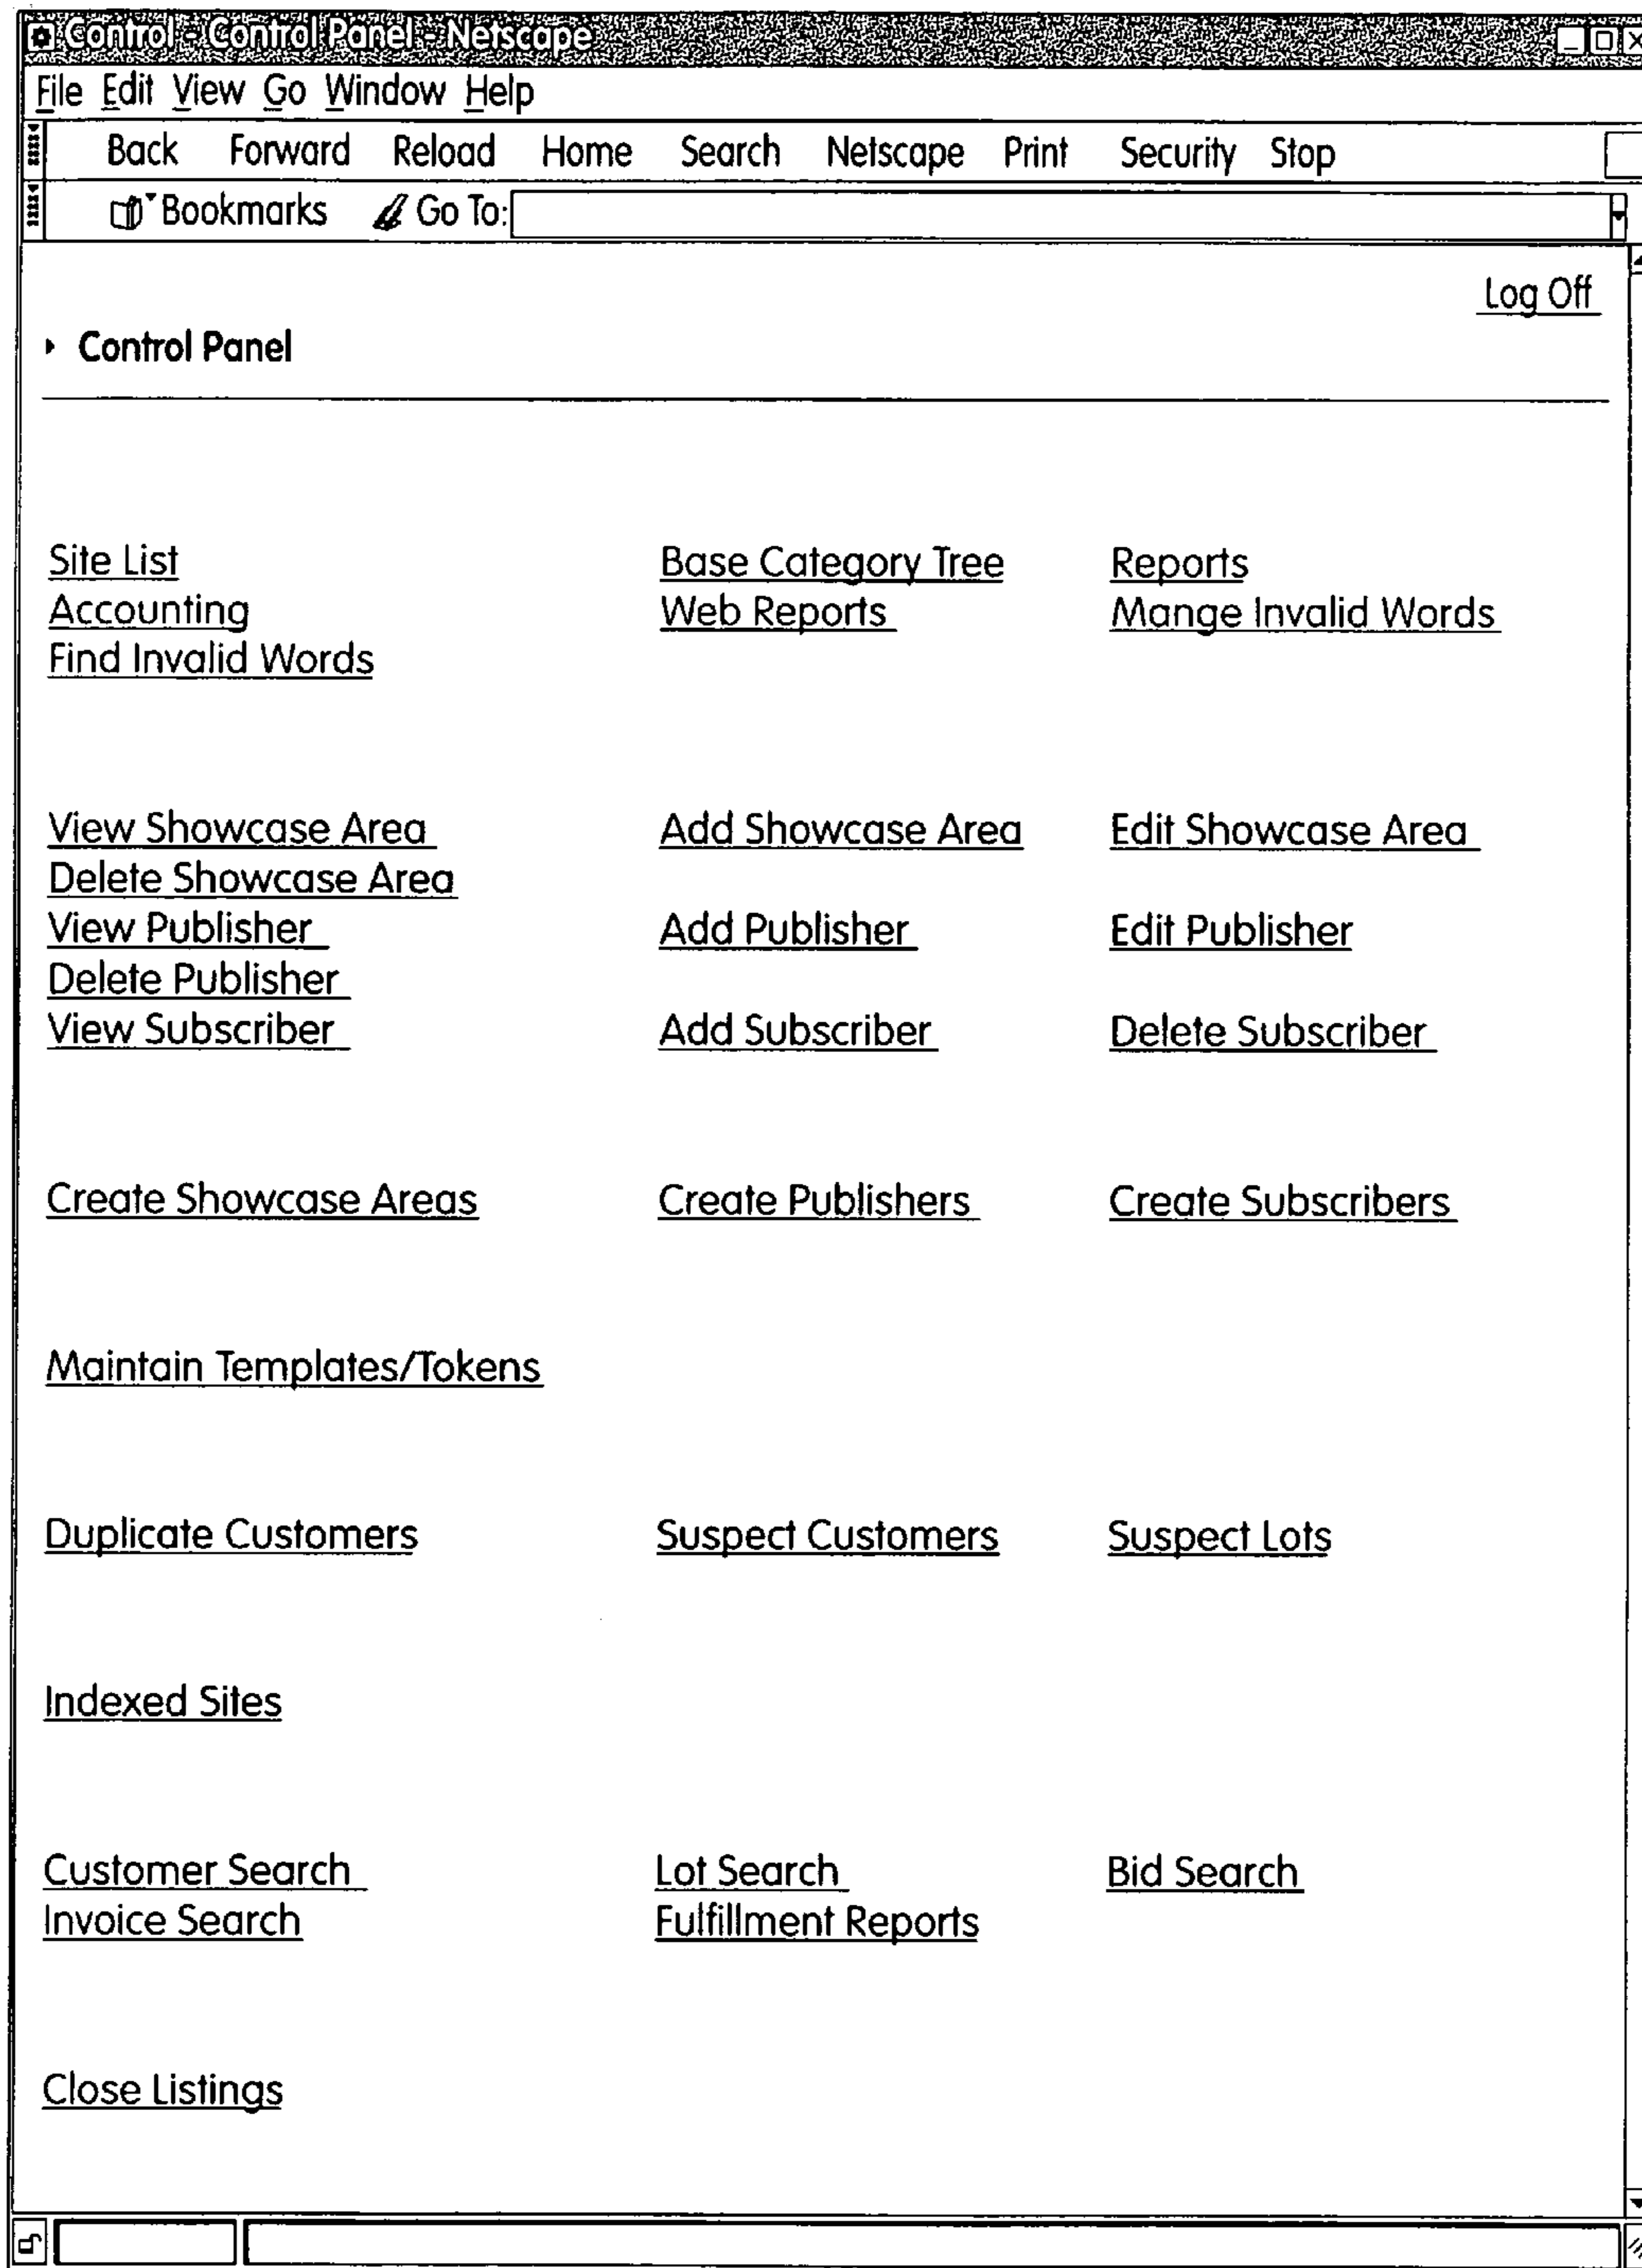 Control - Control Panel - Netscape
File Edit View Go Window Help
Back Forward Reload Home Search Netscape Print Security Stop
Bookmarks Go To:
Log Off
Control Panel
Site List Base Category Tree Reports
Accounting Web Reports Mange Invalid Words
Find Invalid Words
View Showcase Area Add Showcase Area Edit Showcase Area
Delete Showcase Area
View Publisher Add Publisher Edit Publisher
Delete Publisher
View Subscriber Add Subscriber Delete Subscriber
Create Showcase Areas Create Publishers Create Subscribers
Maintain Templates/Tokens
Duplicate Customers Suspect Customers Suspect Lots
Indexed Sites
Customer Search Lot Search Bid Search
Invoice Search Fulfillment Reports
Close Listings